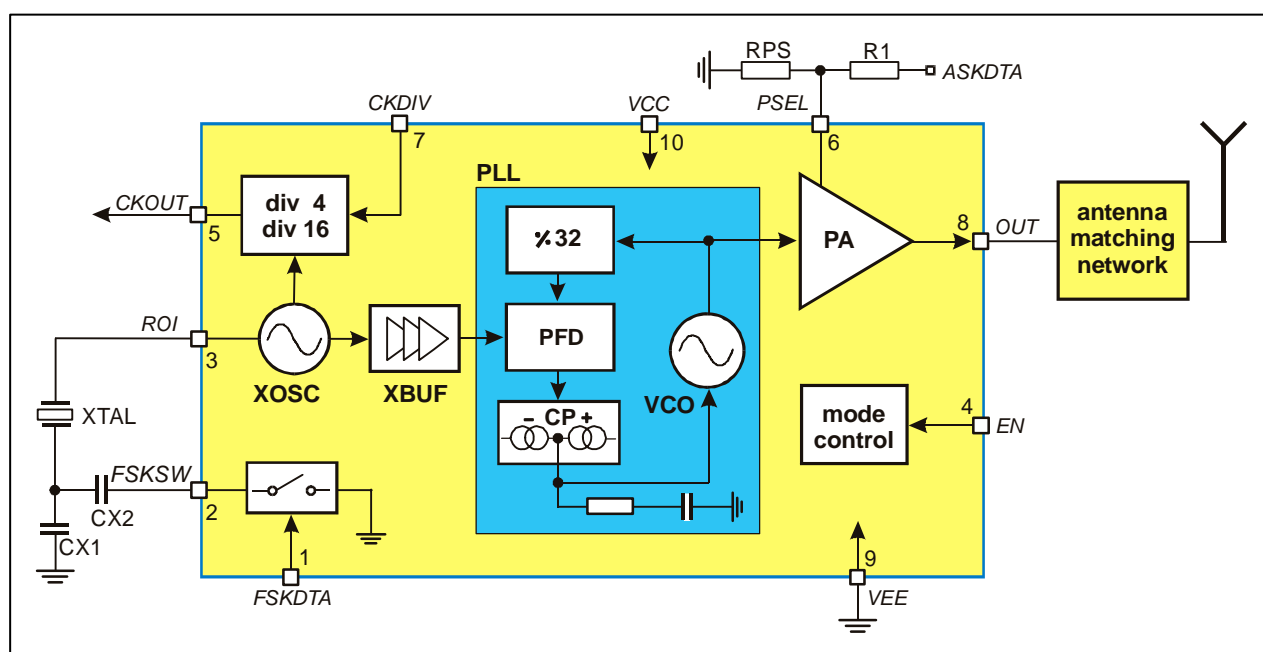 RPS
R1
ASKDTA
CKDIV
VCC
PSEL
7
10
6
PLL
CKOUT
5
div 4
div 16
٪32
PA
8
OUT
antenna
matching
network
ROI
3
XOSC
XBUF
PFD
VCO
- CP +
mode
control
4
EN
XTAL
FSKSW
2
CX2
CX1
1
FSKDTA
9
VEE